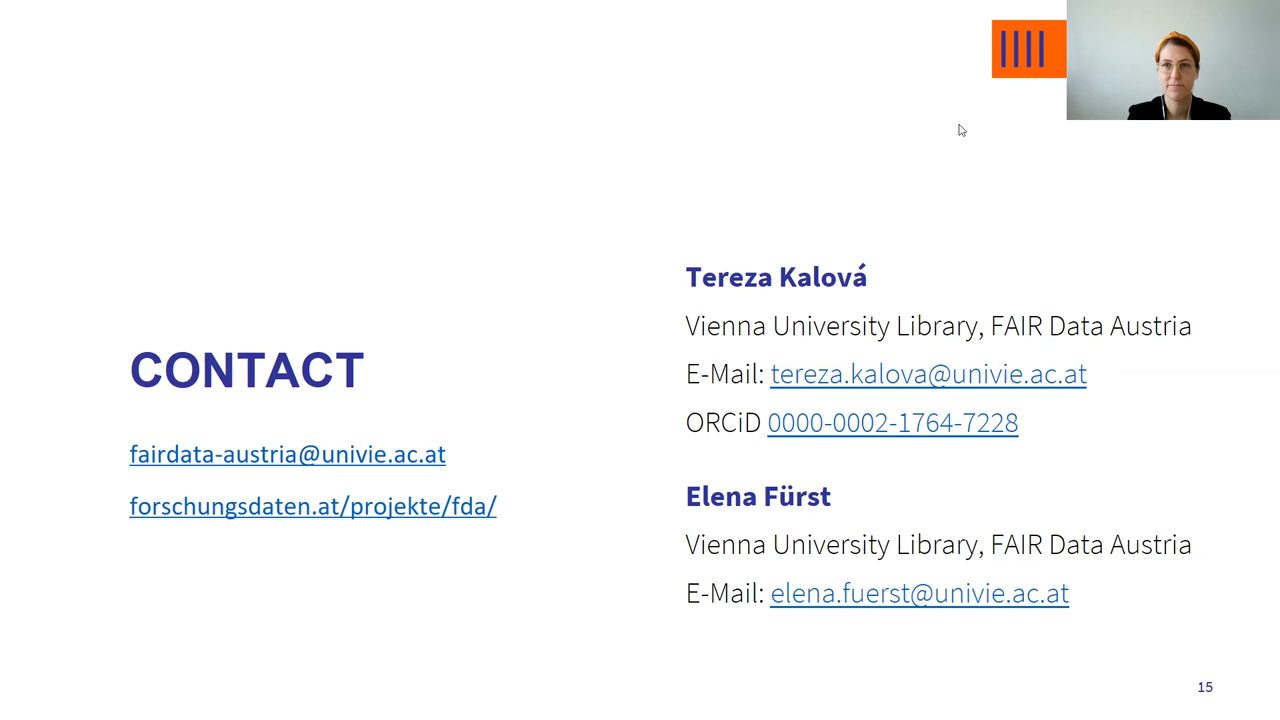 CONTACT
fairdata-austria@univie.ac.at
forschungsdaten.at/projekte/fda/
Tereza Kalová
Vienna University Library, FAIR Data Austria
E-Mail: tereza.kalova@univie.ac.at
ORCiD 0000-0002-1764-7228
Elena Fürst
Vienna University Library, FAIR Data Austria
E-Mail: elena.fuerst@univie.ac.at
15